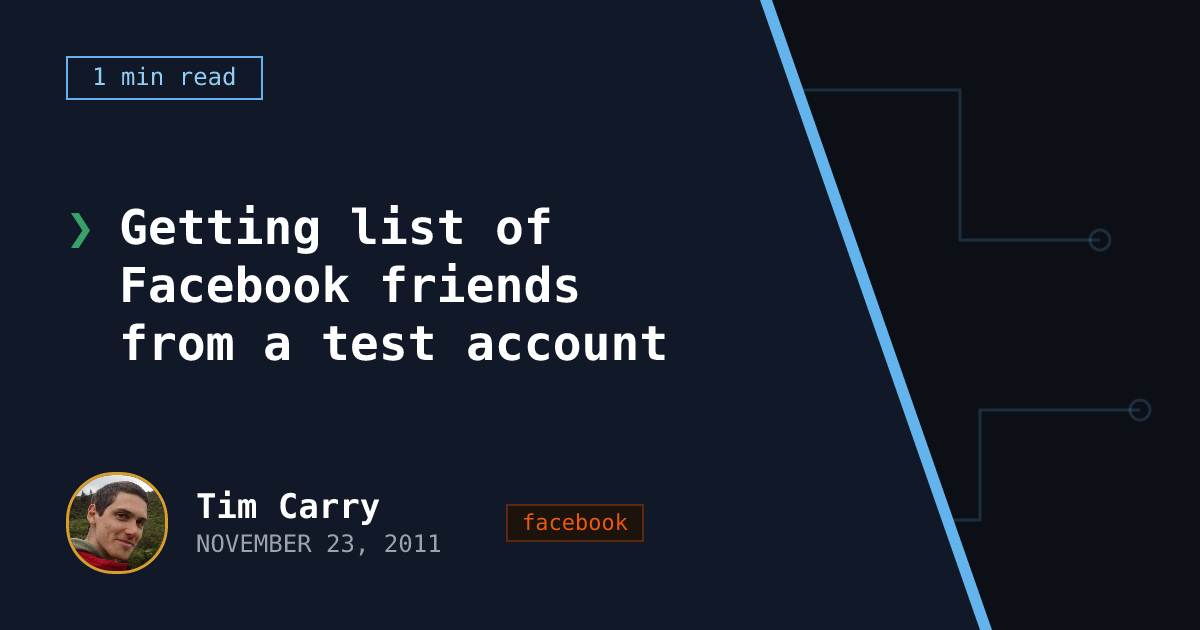 1 min read
❯ Getting list of
Facebook friends
from a test account
Tim Carry
NOVEMBER 23, 2011
facebook